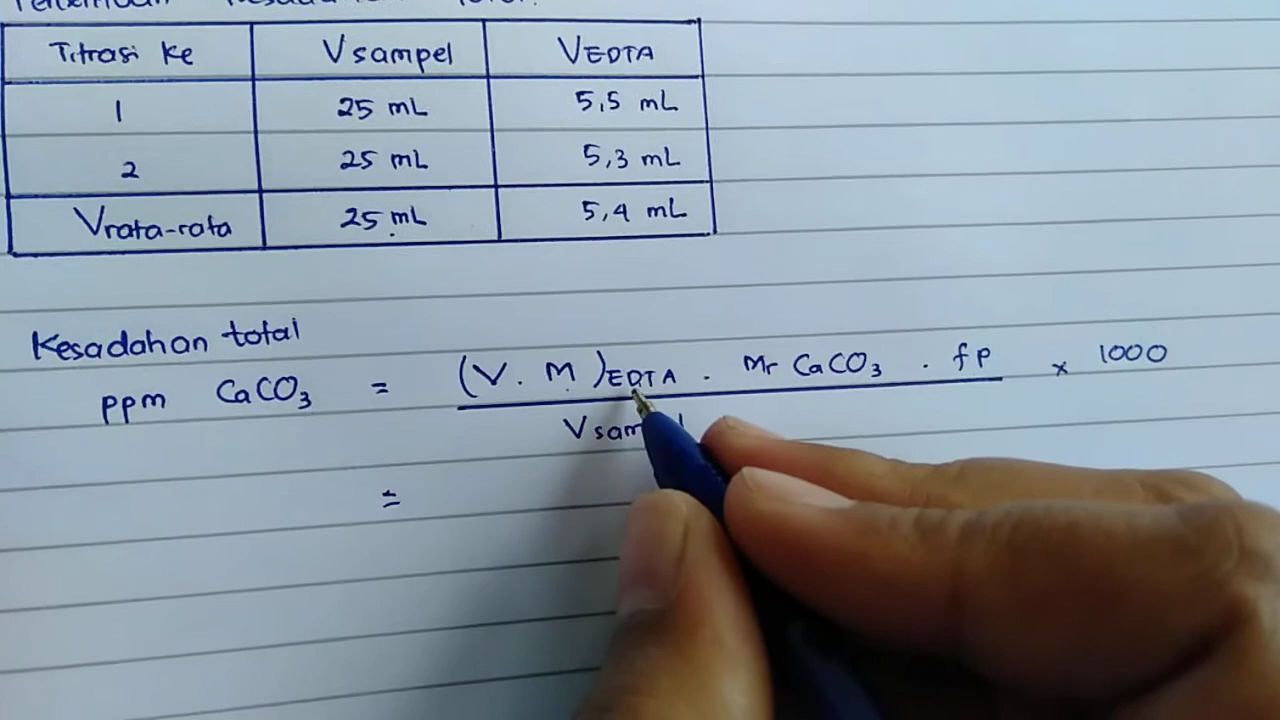 Titrasi ke Vsampel VEDTA
1 25 mL 5,5 mL
2 25 mL 5,3 mL
Vrata-rata 25 mL 5,4 mL
Kesadahan total
ppm CaCO3 = (V. M)EDTA . Mr CaCO3 . fp x 1000
=